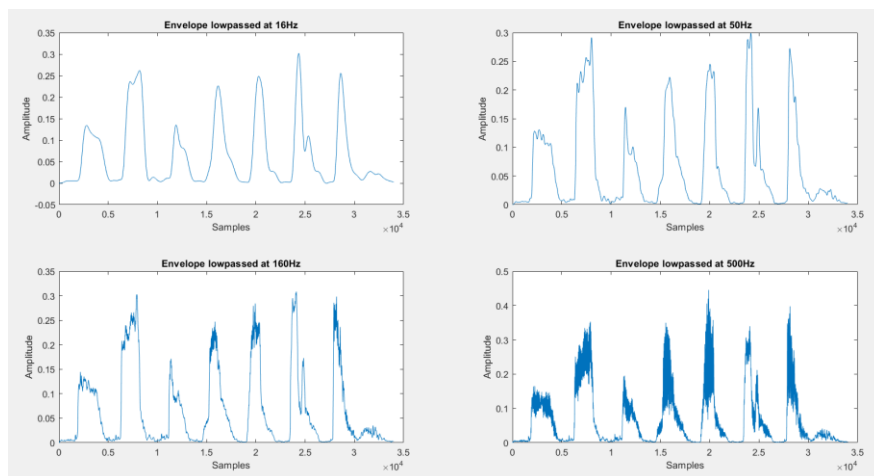 Envelope lowpassed at 16Hz
0.35
0.3
0.25
0.2
0.15
0.1
0.05
0
-0.05
Amplitude
0 0.5 1 1.5 2 2.5 3 3.5
Samples
×10⁴
Envelope lowpassed at 50Hz
0.3
0.25
0.2
0.15
0.1
0.05
0
Amplitude
0 0.5 1 1.5 2 2.5 3 3.5
Samples
×10⁴
Envelope lowpassed at 160Hz
0.35
0.3
0.25
0.2
0.15
0.1
0.05
0
Amplitude
0 0.5 1 1.5 2 2.5 3 3.5
Samples
×10⁴
Envelope lowpassed at 500Hz
0.5
0.4
0.3
0.2
0.1
0
Amplitude
0 0.5 1 1.5 2 2.5 3 3.5
Samples
×10⁴